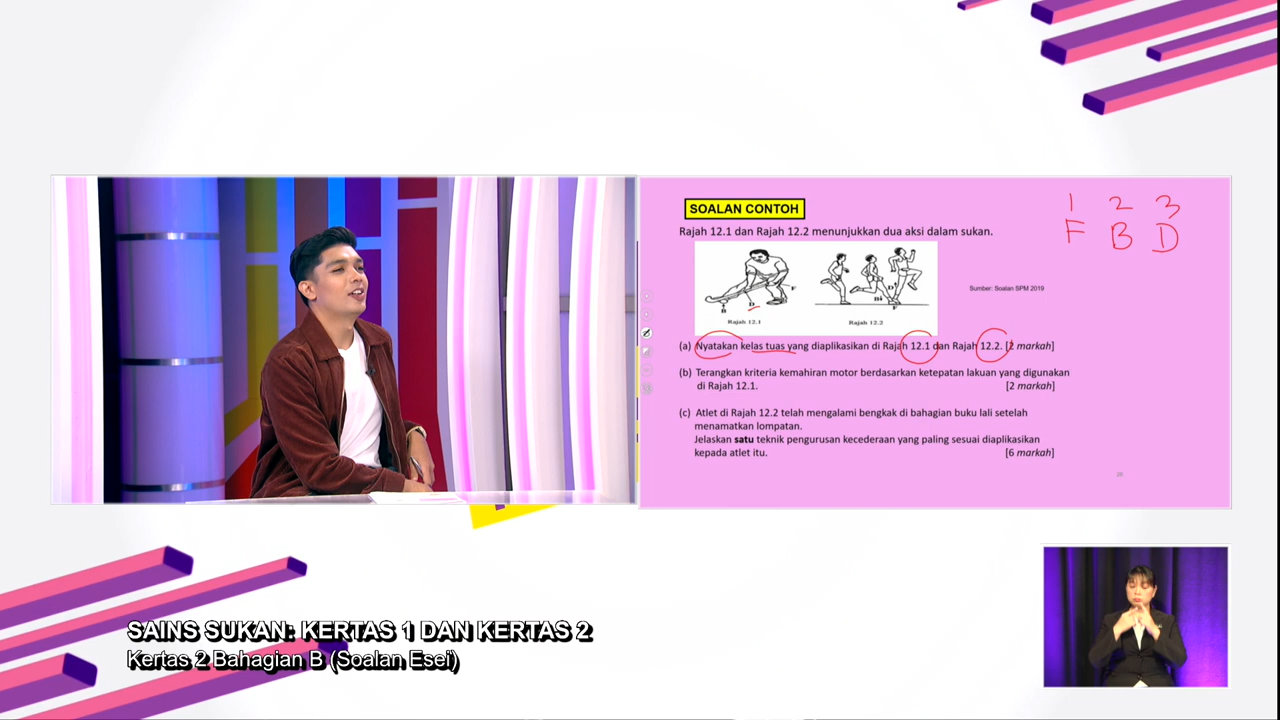 SOALAN CONTOH
1 2 3
F B D
Rajah 12.1 dan Rajah 12.2 menunjukkan dua aksi dalam sukan.
F
B
D
Rajah 12.1
D
B
F
Rajah 12.2
Sumber: Soalan SPM 2019
(a) Nyatakan kelas tuas yang diaplikasikan di Rajah 12.1 dan Rajah 12.2. [2 markah]
(b) Terangkan kriteria kemahiran motor berdasarkan ketepatan lakuan yang digunakan
di Rajah 12.1. [2 markah]
(c) Atlet di Rajah 12.2 telah mengalami bengkak di bahagian buku lali setelah
menamatkan lompatan.
Jelaskan satu teknik pengurusan kecederaan yang paling sesuai diaplikasikan
kepada atlet itu. [6 markah]
SAINS SUKAN: KERTAS 1 DAN KERTAS 2
Kertas 2 Bahagian B (Soalan Esei)